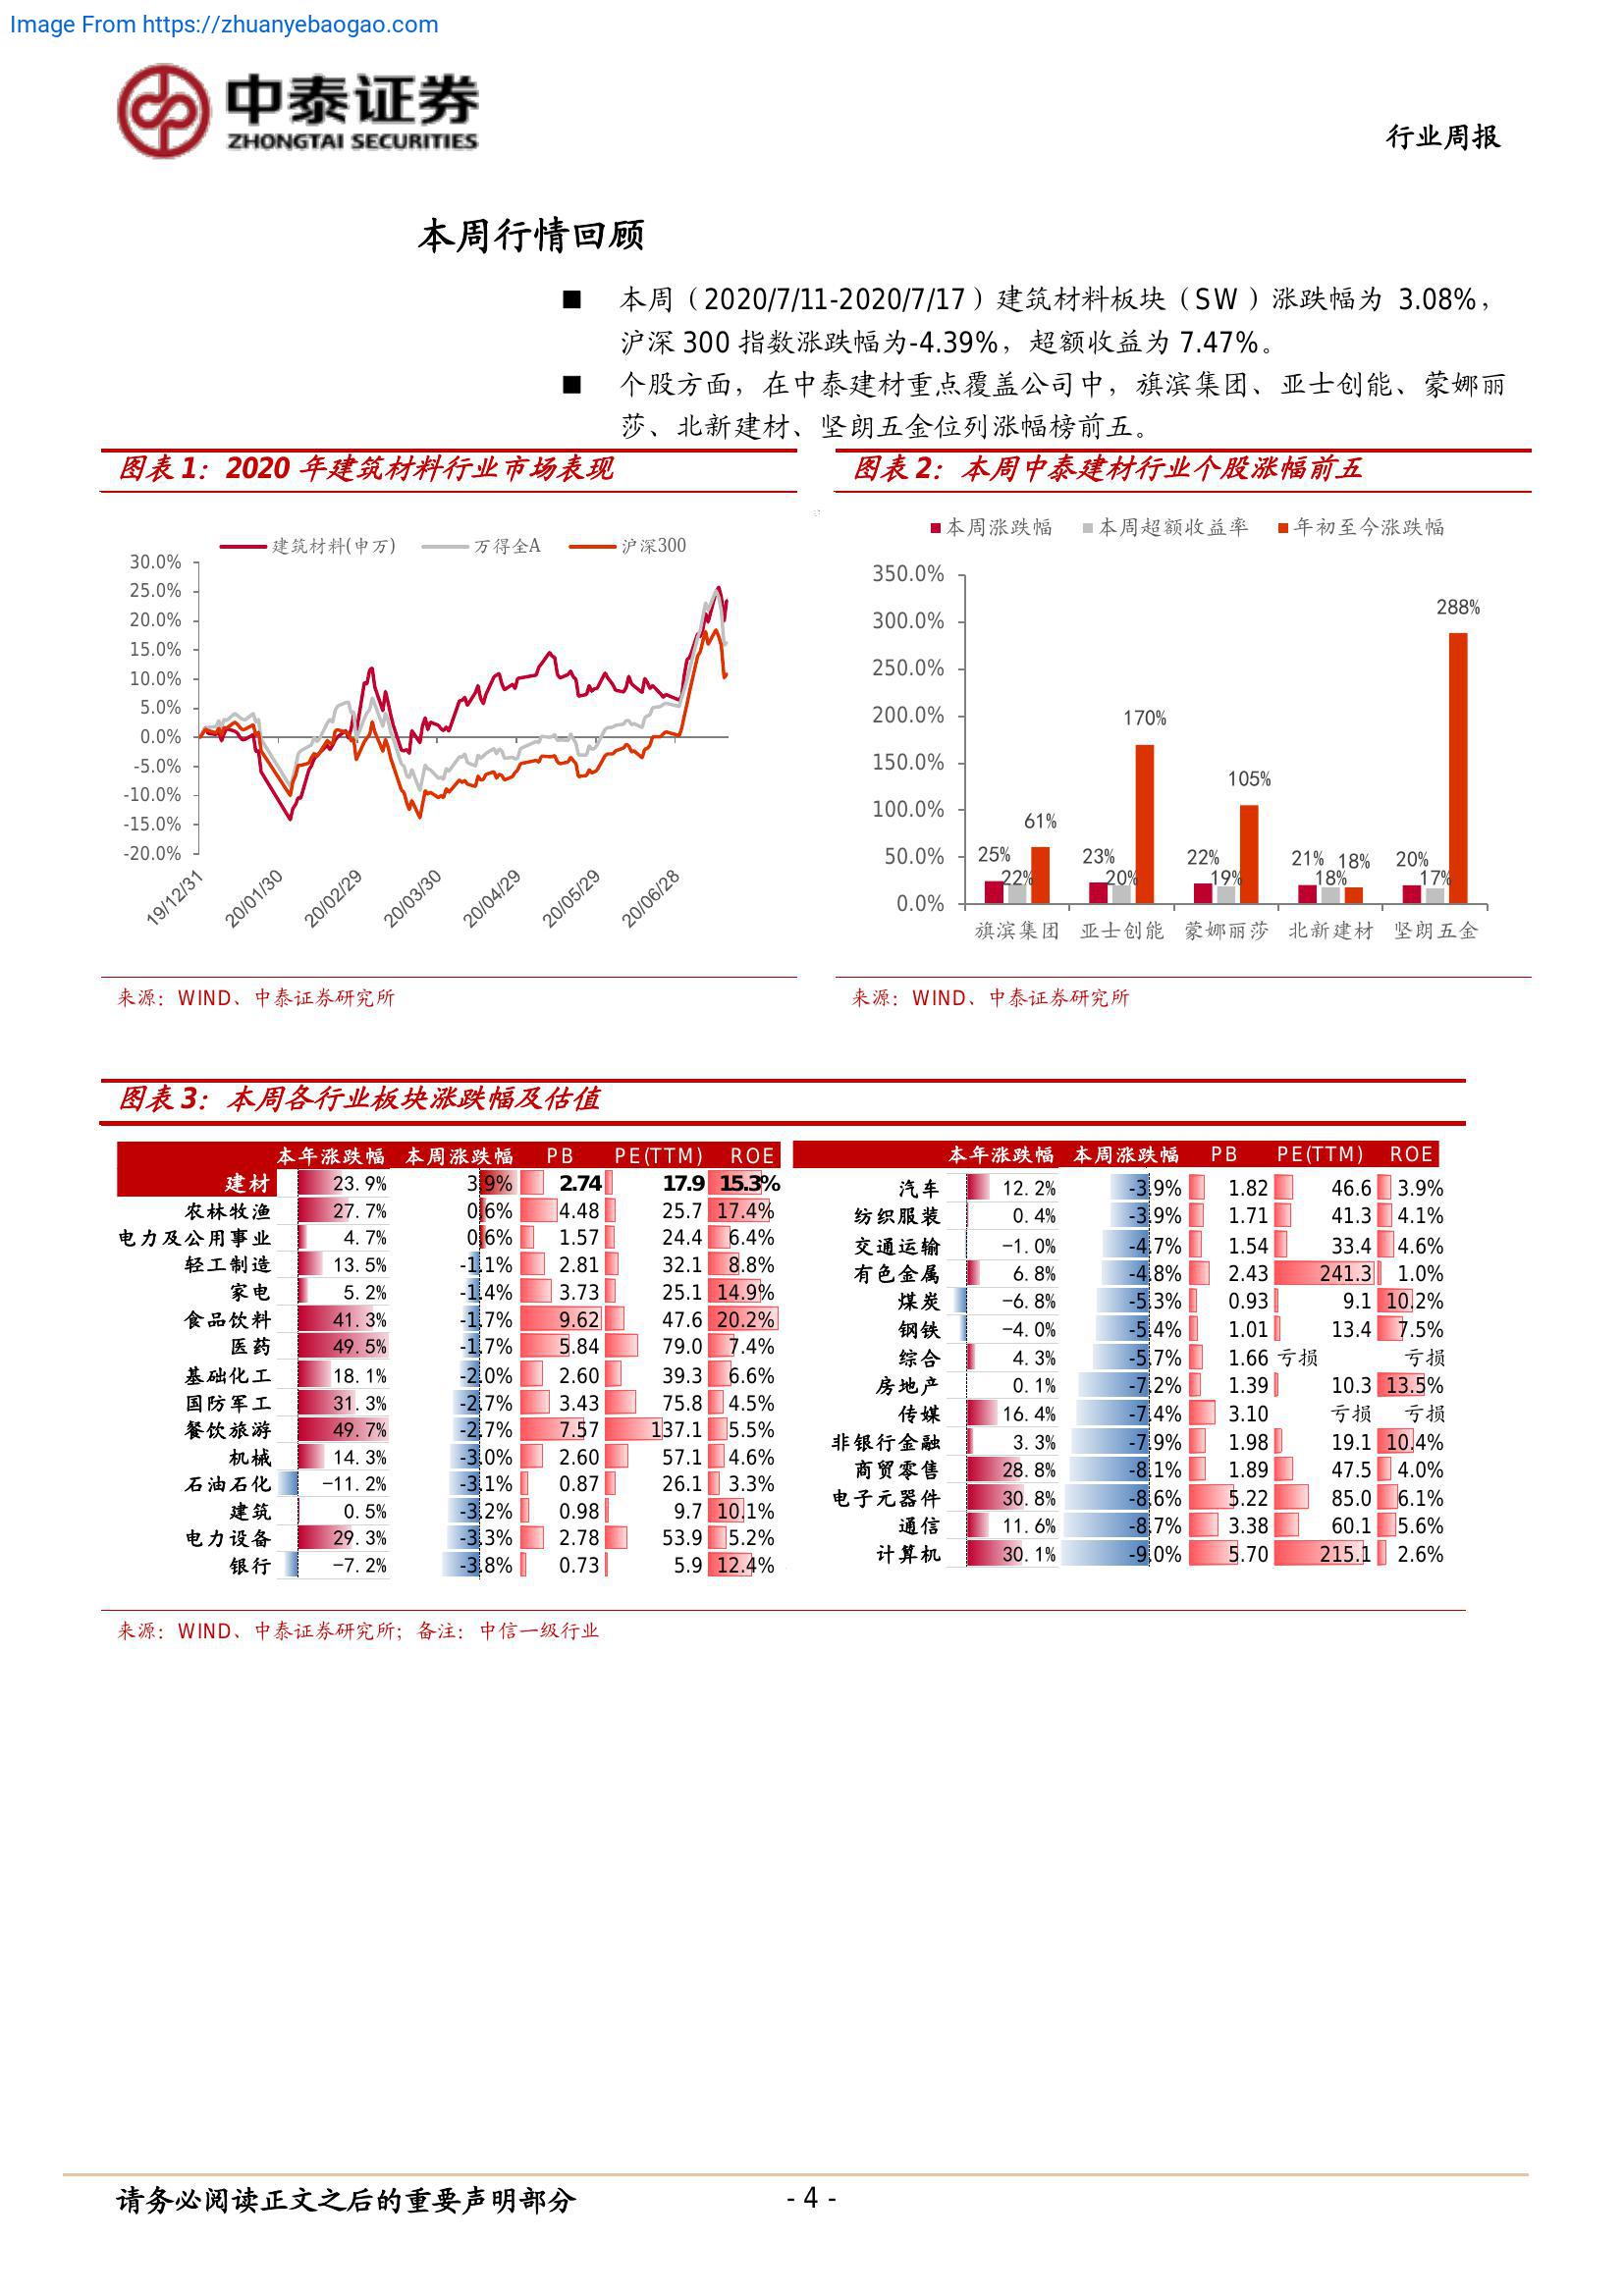 Image From https://zhuanyebaogao.com
中泰证券
ZHONGTAI SECURITIES
行业周报
本周行情回顾
■ 本周（2020/7/11-2020/7/17）建筑材料板块（SW）涨跌幅为 3.08%，
沪深 300 指数涨跌幅为-4.39%，超额收益为 7.47%。
■ 个股方面，在中泰建材重点覆盖公司中，旗滨集团、亚士创能、蒙娜丽
莎、北新建材、坚朗五金位列涨幅榜前五。
图表 1：2020 年建筑材料行业市场表现
建筑材料(申万) 万得全A 沪深300
30.0%
25.0%
20.0%
15.0%
10.0%
5.0%
0.0%
-5.0%
-10.0%
-15.0%
-20.0%
19/12/31 20/01/30 20/02/29 20/03/30 20/04/29 20/05/29 20/06/28
来源：WIND、中泰证券研究所
图表 2：本周中泰建材行业个股涨幅前五
本周涨跌幅 本周超额收益率 年初至今涨跌幅
350.0%
300.0%
250.0%
200.0%
150.0%
100.0%
50.0%
0.0%
25% 22% 61%
23% 20% 170%
22% 19% 105%
21% 18% 18%
20% 17% 288%
旗滨集团 亚士创能 蒙娜丽莎 北新建材 坚朗五金
来源：WIND、中泰证券研究所
图表 3：本周各行业板块涨跌幅及估值
本年涨跌幅 本周涨跌幅 PB PE(TTM) ROE
建材 23.9% 3.9% 2.74 17.9 15.3%
农林牧渔 27.7% 0.6% 4.48 25.7 17.4%
电力及公用事业 4.7% 0.6% 1.57 24.4 6.4%
轻工制造 13.5% -1.1% 2.81 32.1 8.8%
家电 5.2% -1.4% 3.73 25.1 14.9%
食品饮料 41.3% -1.7% 9.62 47.6 20.2%
医药 49.5% -1.7% 5.84 79.0 7.4%
基础化工 18.1% -2.0% 2.60 39.3 6.6%
国防军工 31.3% -2.7% 3.43 75.8 4.5%
餐饮旅游 49.7% -2.7% 7.57 137.1 5.5%
机械 14.3% -3.0% 2.60 57.1 4.6%
石油石化 -11.2% -3.1% 0.87 26.1 3.3%
建筑 0.5% -3.2% 0.98 9.7 10.1%
电力设备 29.3% -3.3% 2.78 53.9 5.2%
银行 -7.2% -3.8% 0.73 5.9 12.4%
本年涨跌幅 本周涨跌幅 PB PE(TTM) ROE
汽车 12.2% -3.9% 1.82 46.6 3.9%
纺织服装 0.4% -3.9% 1.71 41.3 4.1%
交通运输 -1.0% -4.7% 1.54 33.4 4.6%
有色金属 6.8% -4.8% 2.43 241.3 1.0%
煤炭 -6.8% -5.3% 0.93 9.1 10.2%
钢铁 -4.0% -5.4% 1.01 13.4 7.5%
综合 4.3% -5.7% 1.66 亏损 亏损
房地产 0.1% -7.2% 1.39 10.3 13.5%
传媒 16.4% -7.4% 3.10 亏损 亏损
非银行金融 3.3% -7.9% 1.98 19.1 10.4%
商贸零售 28.8% -8.1% 1.89 47.5 4.0%
电子元器件 30.8% -8.6% 5.22 85.0 6.1%
通信 11.6% -8.7% 3.38 60.1 5.6%
计算机 30.1% -9.0% 5.70 215.1 2.6%
来源：WIND、中泰证券研究所；备注：中信一级行业
请务必阅读正文之后的重要声明部分
- 4 -